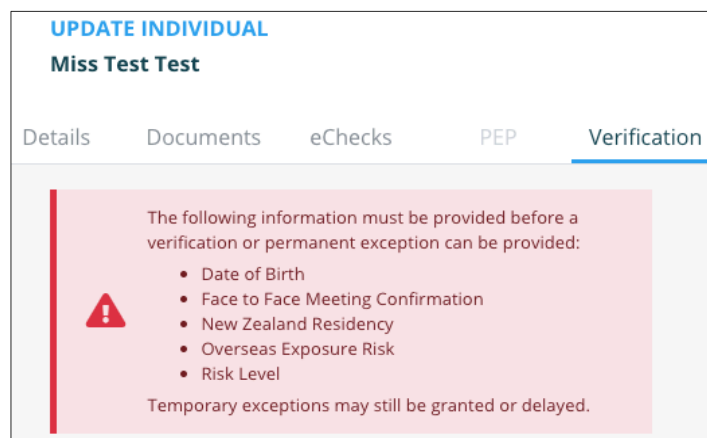 UPDATE INDIVIDUAL
Miss Test Test
Details Documents eChecks PEP Verification
The following information must be provided before a
verification or permanent exception can be provided:
• Date of Birth
• Face to Face Meeting Confirmation
• New Zealand Residency
• Overseas Exposure Risk
• Risk Level
Temporary exceptions may still be granted or delayed.